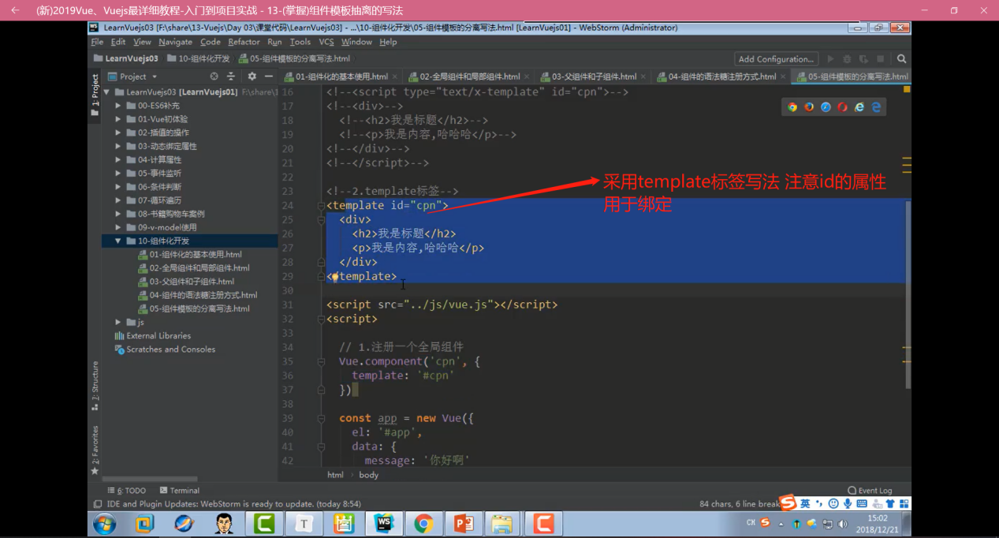 (新)2019Vue、Vuejs最详细教程-入门到项目实战 - 13-(掌握)组件模板抽离的写法
LearnVuejs03 [F:\share\13-Vuejs\Day 03\课堂代码\LearnVuejs03] - ...\10-组件化开发\05-组件模板的分离写法.html [LearnVuejs01] - WebStorm (Administrator)
File Edit View Navigate Code Refactor Run Tools VCS Window Help
LearnVuejs03 10-组件化开发 05-组件模板的分离写法.html Add Configuration...
Project 01-组件化的基本使用.html 02-全局组件和局部组件.html 03-父组件和子组件.html 04-组件的语法糖注册方式.html 05-组件模板的分离写法.html
1: Project
LearnVuejs03 [LearnVuejs01] F:\share\1
00-ES6补充
01-Vue初体验
02-插值的操作
03-动态绑定属性
04-计算属性
05-事件监听
06-条件判断
07-循环遍历
08-书籍购物车案例
09-v-model使用
10-组件化开发
01-组件化的基本使用.html
02-全局组件和局部组件.html
03-父组件和子组件.html
04-组件的语法糖注册方式.html
05-组件模板的分离写法.html
js
External Libraries
Scratches and Consoles
7: Structure
2: Favorites
16 <!--<script type="text/x-template" id="cpn">-->
17 <!--<div>-->
18 <!--<h2>我是标题</h2>-->
19 <!--<p>我是内容,哈哈哈</p>-->
20 <!--</div>-->
21 <!--</script>-->
22
23 <!--2.template标签-->
24 <template id="cpn">
25 <div>
26 <h2>我是标题</h2>
27 <p>我是内容,哈哈哈</p>
28 </div>
29 </template>
30
31 <script src="../js/vue.js"></script>
32 <script>
33
34 // 1.注册一个全局组件
35 Vue.component('cpn', {
36 template: '#cpn'
37 })
38
39 const app = new Vue({
40 el: '#app',
41 data: {
42 message: '你好啊'
采用template标签写法 注意id的属性
用于绑定
html body
6: TODO Terminal Event Log
IDE and Plugin Updates: WebStorm is ready to update. (today 8:54) 84 chars, 6 line break
英
CH
15:02
2018/12/21